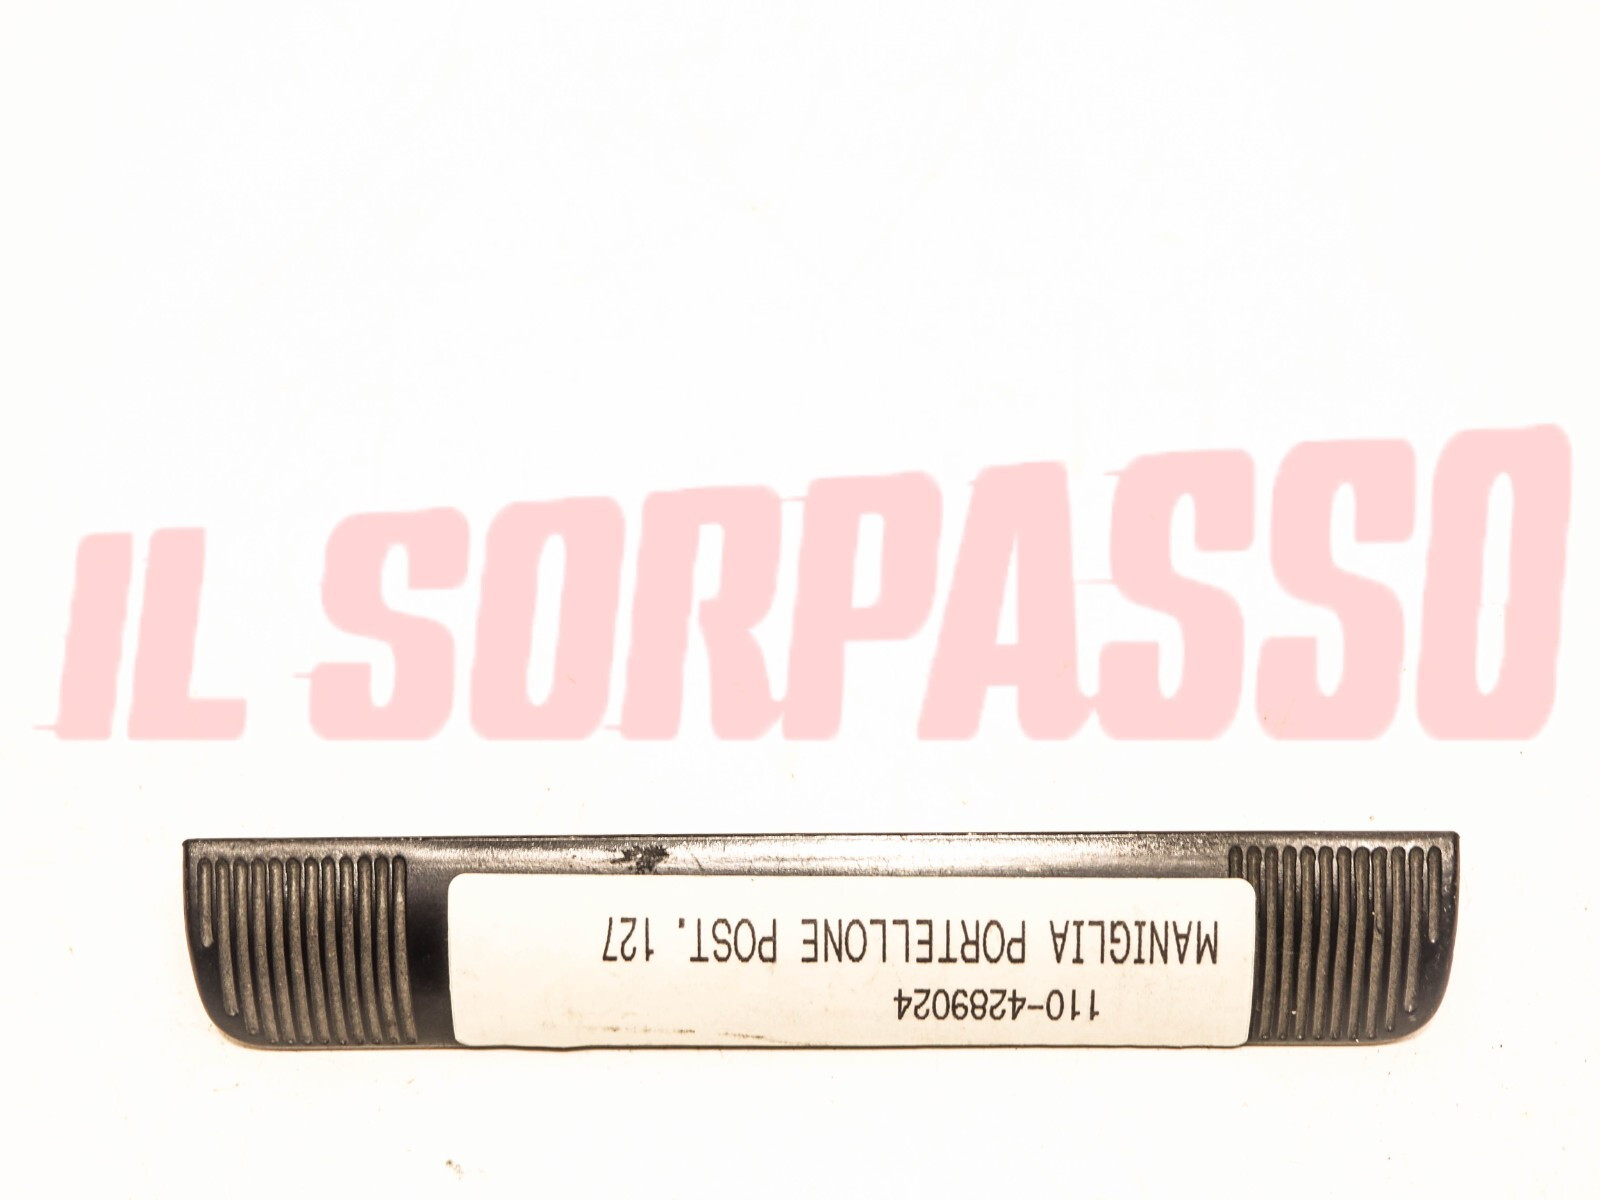 IL SORPASSO
110-4289024
MANIGLIA PORTELLONE POST. 127